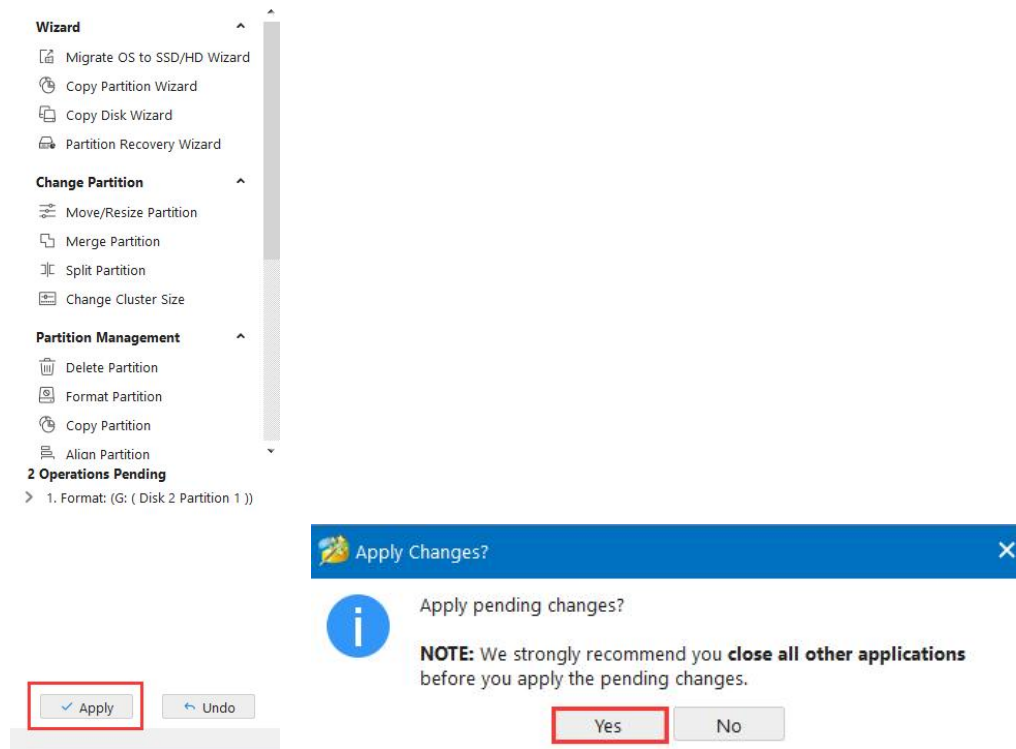 Wizard
Migrate OS to SSD/HD Wizard
Copy Partition Wizard
Copy Disk Wizard
Partition Recovery Wizard
Change Partition
Move/Resize Partition
Merge Partition
Split Partition
Change Cluster Size
Partition Management
Delete Partition
Format Partition
Copy Partition
Align Partition
2 Operations Pending
1. Format: (G: ( Disk 2 Partition 1 ))
Apply
Undo
Apply Changes?
Apply pending changes?
NOTE: We strongly recommend you close all other applications
before you apply the pending changes.
Yes
No